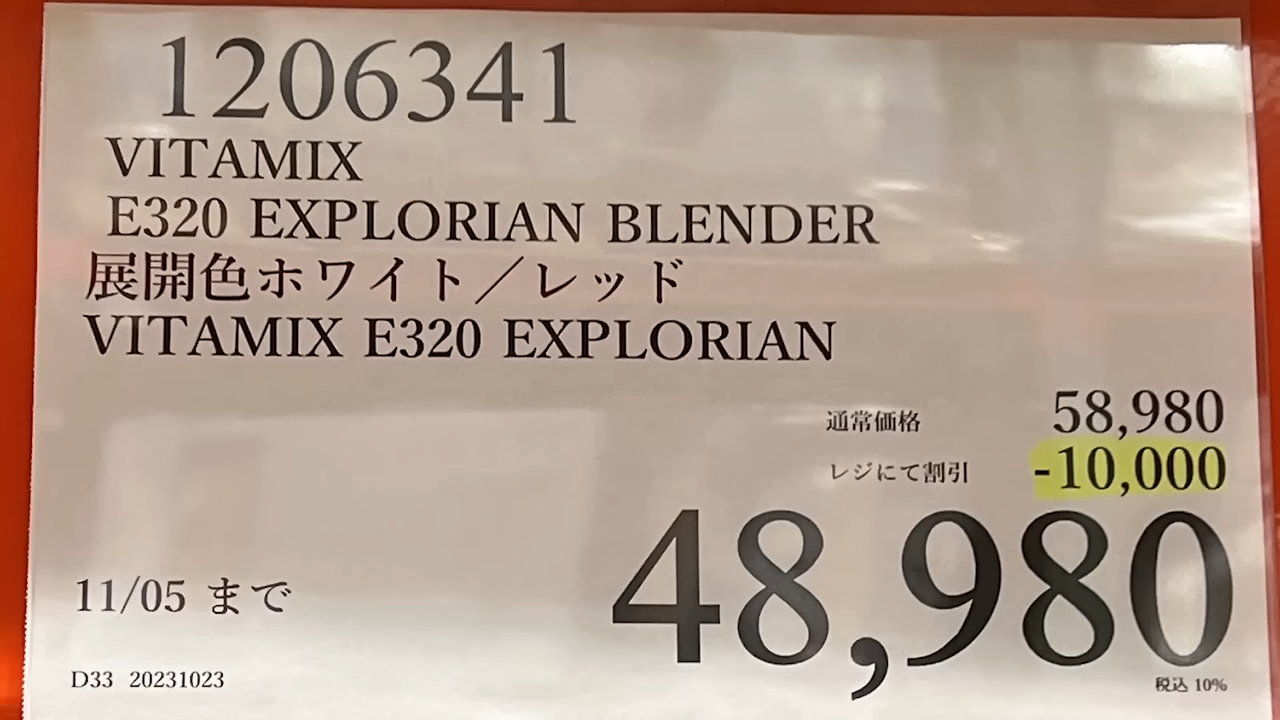 1206341
VITAMIX
E320 EXPLORIAN BLENDER
展開色ホワイト／レッド
VITAMIX E320 EXPLORIAN
通常価格 58,980
レジにて割引 -10,000
48,980
11/05 まで
税込 10%
D33 20231023